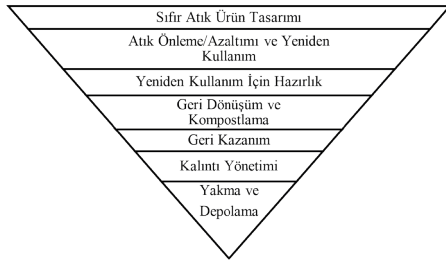 Sıfır Atık Ürün Tasarımı
Atık Önleme/Azaltımı ve Yeniden
Kullanım
Yeniden Kullanım İçin Hazırlık
Geri Dönüşüm ve
Kompostlama
Geri Kazanım
Kalıntı Yönetimi
Yakma ve
Depolama